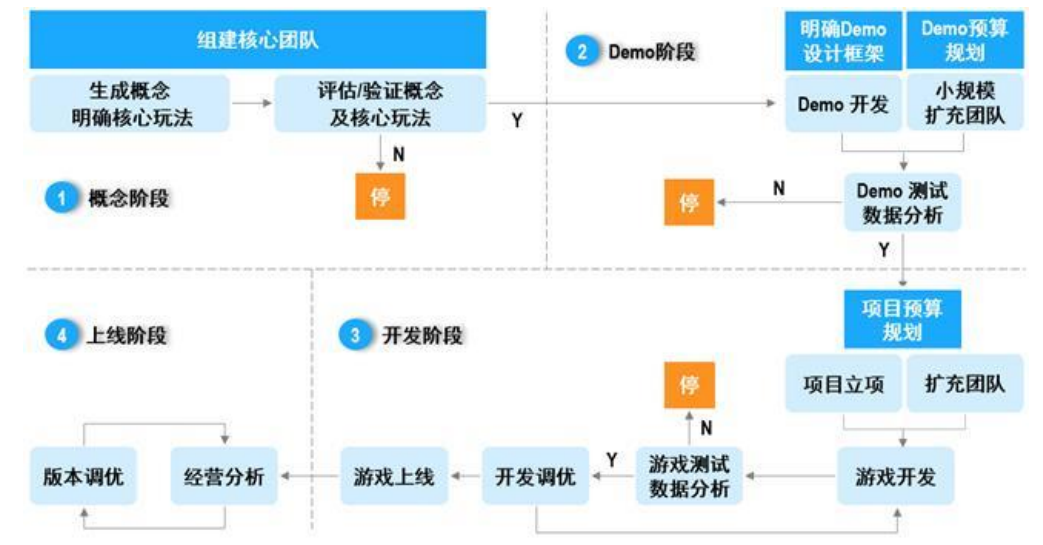 组建核心团队
生成概念
明确核心玩法
评估/验证概念
及核心玩法
Y
N
停
1 概念阶段
2 Demo阶段
明确Demo
设计框架
Demo预算
规划
Demo 开发
小规模
扩充团队
Demo 测试
数据分析
N
停
Y
4 上线阶段
3 开发阶段
项目预算
规划
项目立项
扩充团队
停
N
版本调优
经营分析
游戏上线
开发调优
Y
游戏测试
数据分析
游戏开发